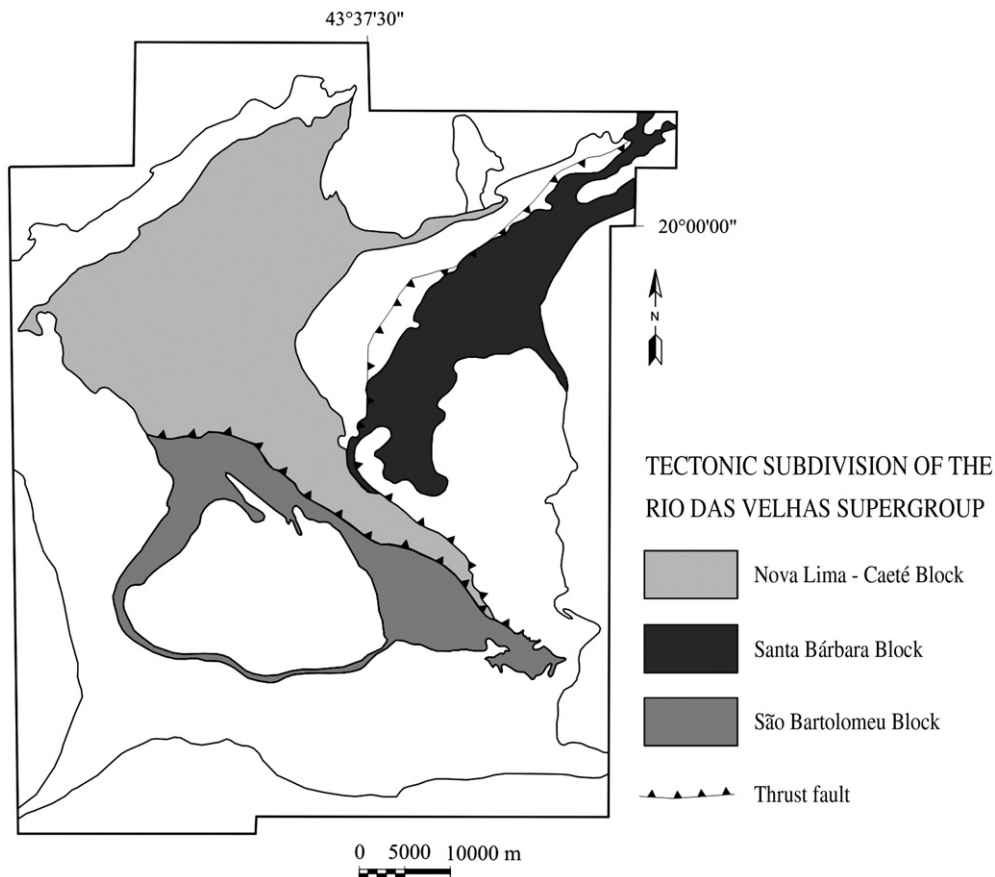 43°37'30"
20°00'00"
N
TECTONIC SUBDIVISION OF THE
RIO DAS VELHAS SUPERGROUP
Nova Lima - Caeté Block
Santa Bárbara Block
São Bartolomeu Block
Thrust fault
0 5000 10000 m